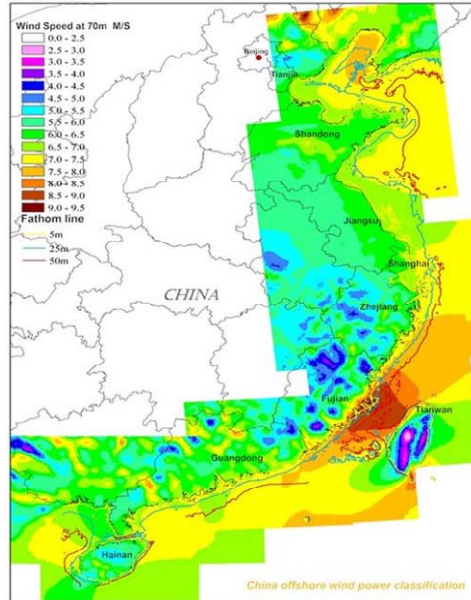 Wind Speed at 70m M/S
0.0 - 2.5
2.5 - 3.0
3.0 - 3.5
3.5 - 4.0
4.0 - 4.5
4.5 - 5.0
5.0 - 5.5
5.5 - 6.0
6.0 - 6.5
6.5 - 7.0
7.0 - 7.5
7.5 - 8.0
8.0 - 8.5
8.5 - 9.0
9.0 - 9.5
Fathom line
5m
25m
50m
Beijing
Tianjin
Shandong
Jiangsu
Shanghai
CHINA
Zhejiang
Fujian
Tianwan
Guangdong
Hainan
China offshore wind power classification